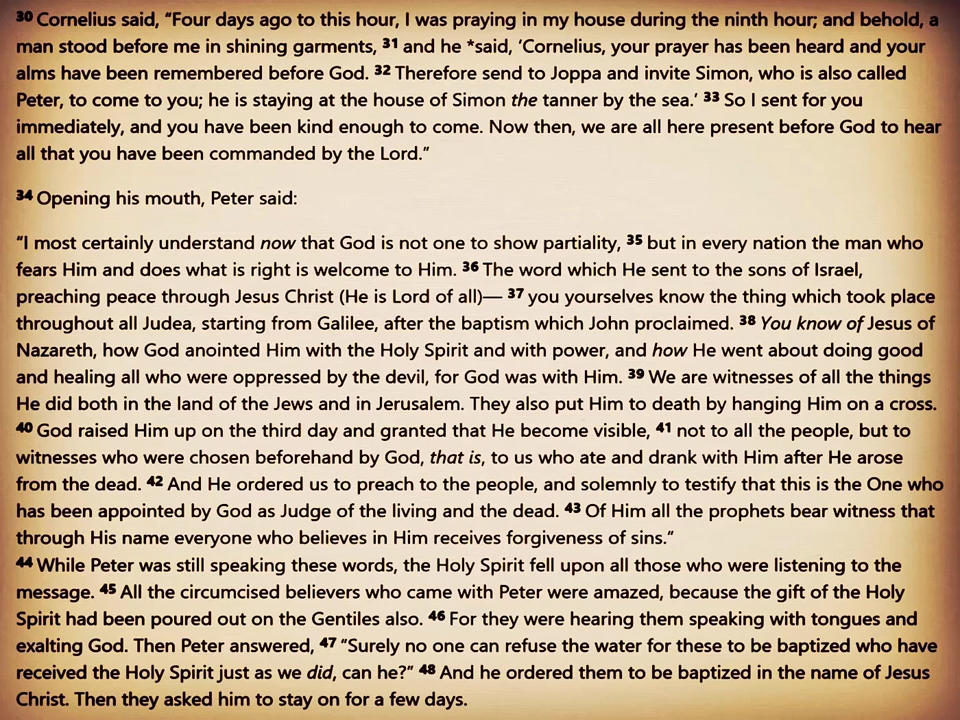 30 Cornelius said, “Four days ago to this hour, I was praying in my house during the ninth hour; and behold, a
man stood before me in shining garments, 31 and he *said, ‘Cornelius, your prayer has been heard and your
alms have been remembered before God. 32 Therefore send to Joppa and invite Simon, who is also called
Peter, to come to you; he is staying at the house of Simon the tanner by the sea.’ 33 So I sent for you
immediately, and you have been kind enough to come. Now then, we are all here present before God to hear
all that you have been commanded by the Lord.”
34 Opening his mouth, Peter said:
“I most certainly understand now that God is not one to show partiality, 35 but in every nation the man who
fears Him and does what is right is welcome to Him. 36 The word which He sent to the sons of Israel,
preaching peace through Jesus Christ (He is Lord of all)— 37 you yourselves know the thing which took place
throughout all Judea, starting from Galilee, after the baptism which John proclaimed. 38 You know of Jesus of
Nazareth, how God anointed Him with the Holy Spirit and with power, and how He went about doing good
and healing all who were oppressed by the devil, for God was with Him. 39 We are witnesses of all the things
He did both in the land of the Jews and in Jerusalem. They also put Him to death by hanging Him on a cross.
40 God raised Him up on the third day and granted that He become visible, 41 not to all the people, but to
witnesses who were chosen beforehand by God, that is, to us who ate and drank with Him after He arose
from the dead. 42 And He ordered us to preach to the people, and solemnly to testify that this is the One who
has been appointed by God as Judge of the living and the dead. 43 Of Him all the prophets bear witness that
through His name everyone who believes in Him receives forgiveness of sins.”
44 While Peter was still speaking these words, the Holy Spirit fell upon all those who were listening to the
message. 45 All the circumcised believers who came with Peter were amazed, because the gift of the Holy
Spirit had been poured out on the Gentiles also. 46 For they were hearing them speaking with tongues and
exalting God. Then Peter answered, 47 “Surely no one can refuse the water for these to be baptized who have
received the Holy Spirit just as we did, can he?” 48 And he ordered them to be baptized in the name of Jesus
Christ. Then they asked him to stay on for a few days.